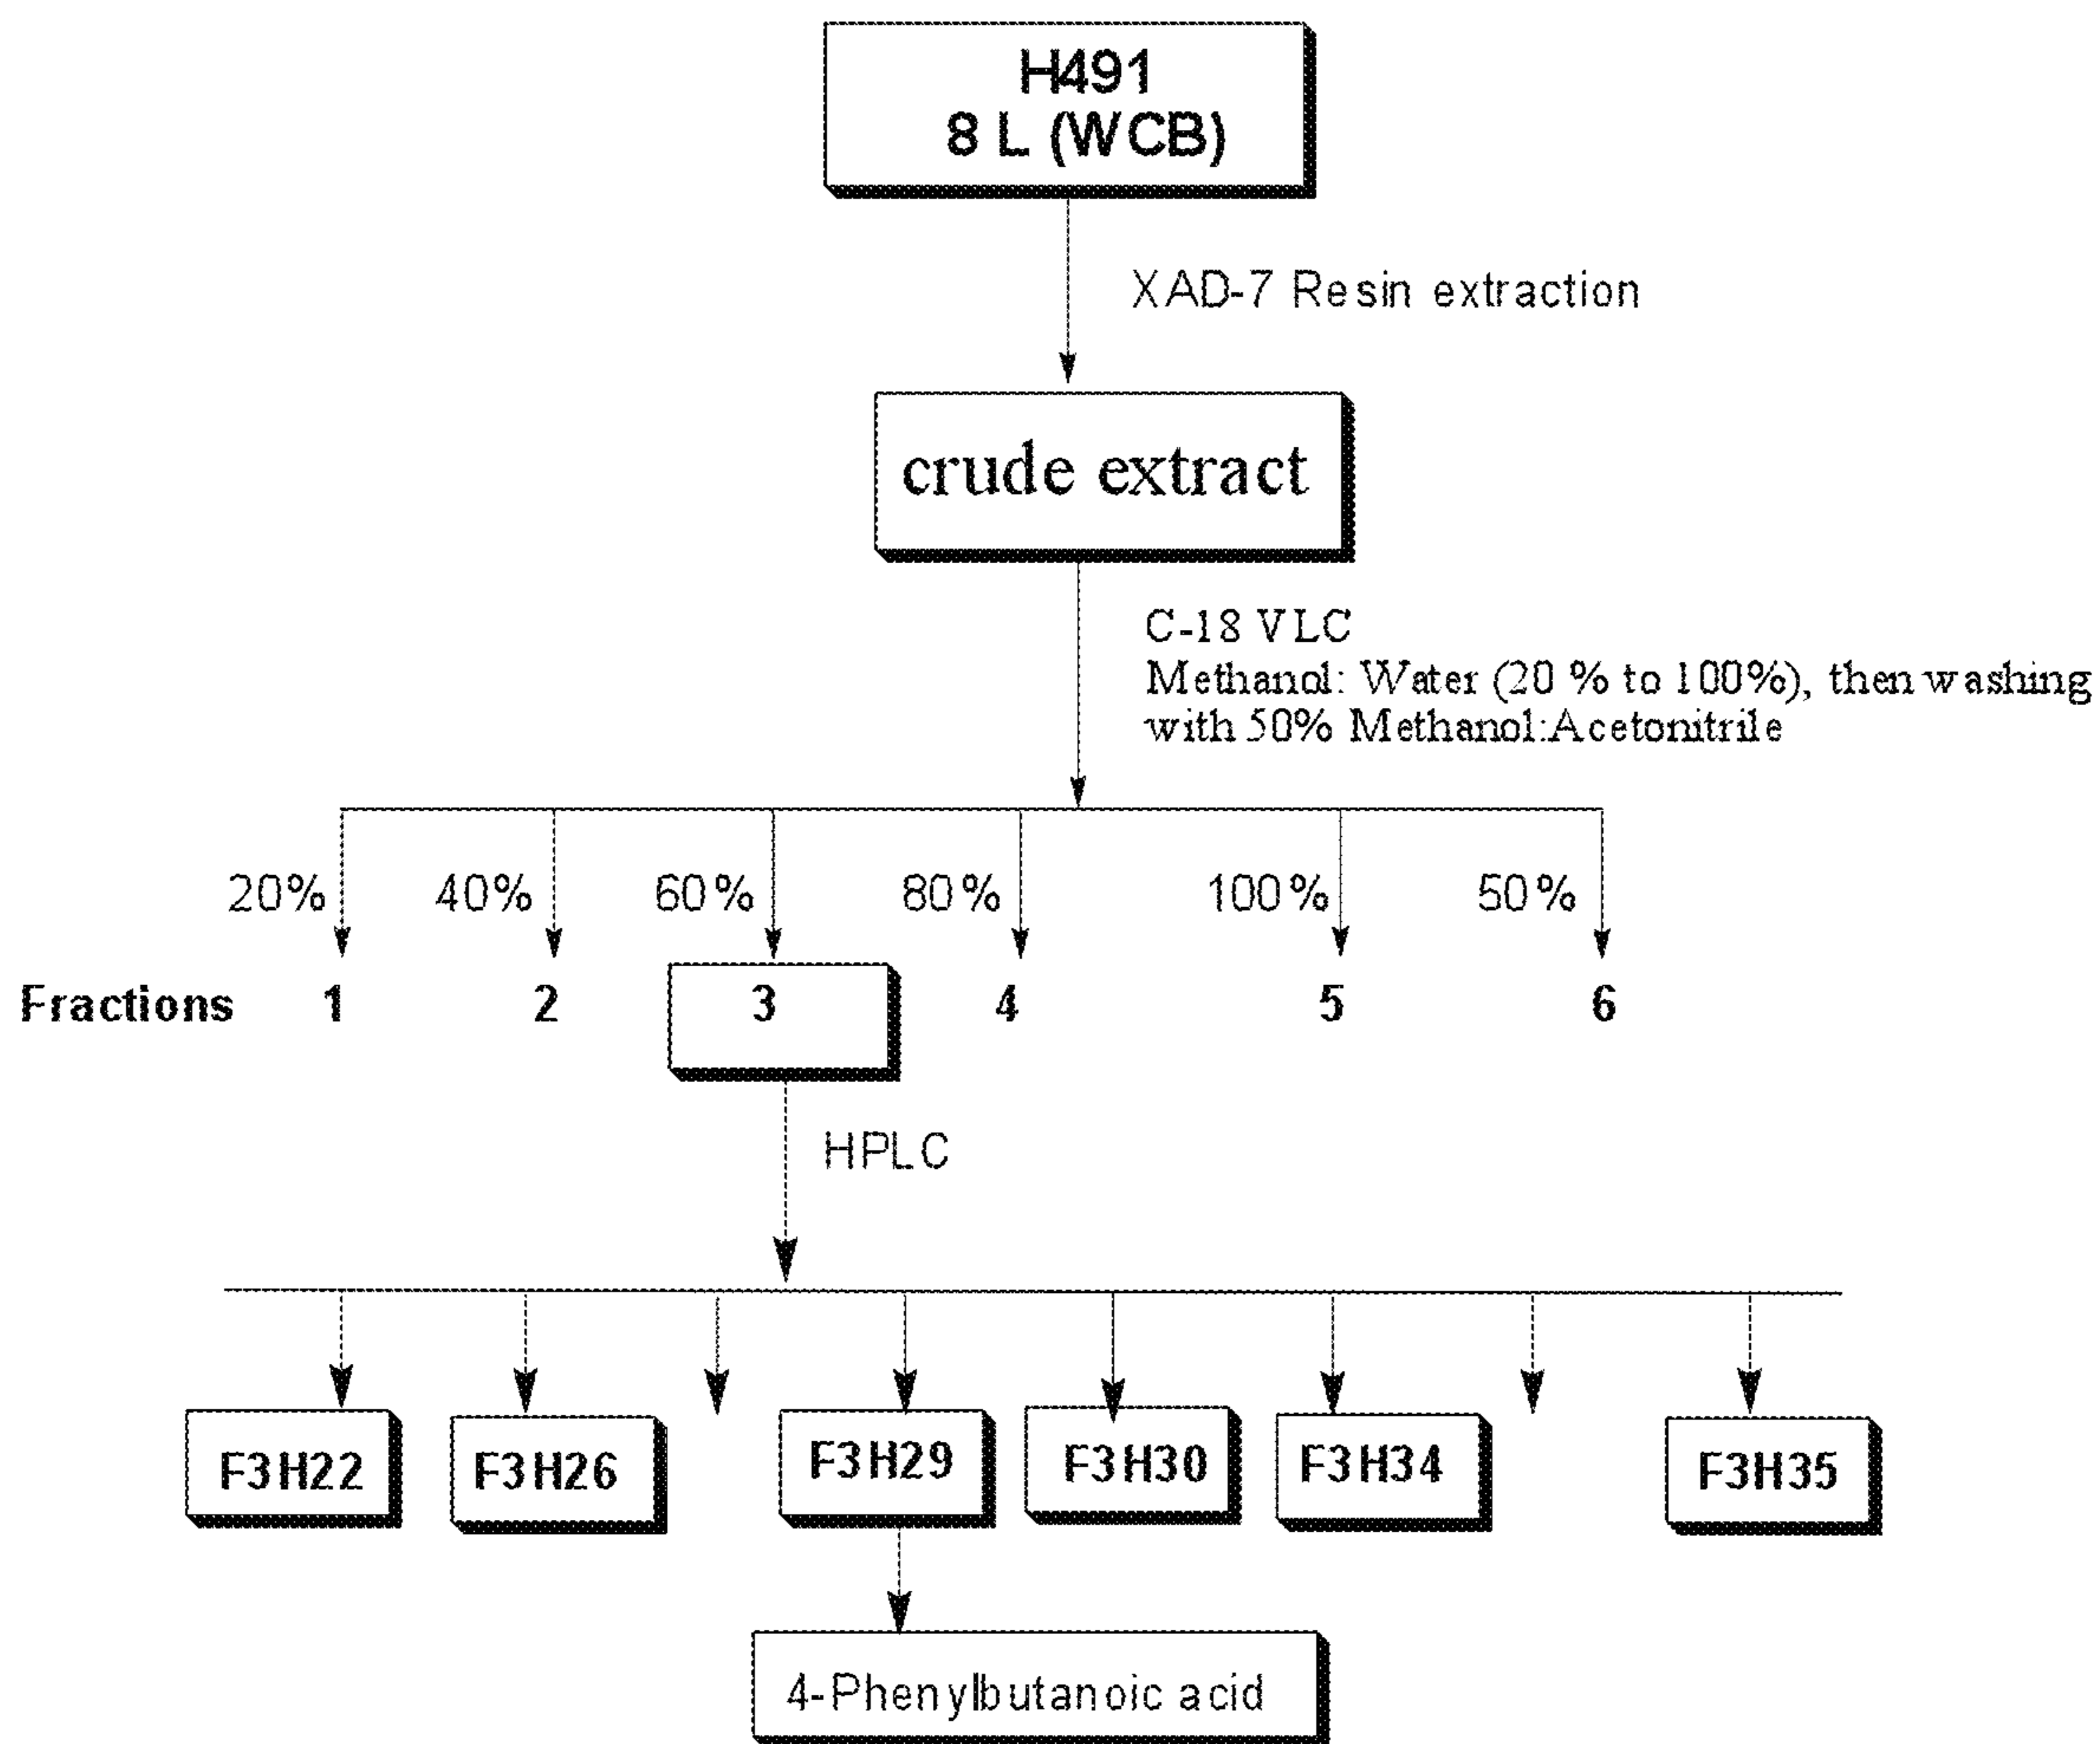 H491
8 L (WCB)
XAD-7 Resin extraction
crude extract
C-18 VLC
Methanol: Water (20 % to 100%), then washing
with 50% Methanol:Acetonitrile
20% 40% 60% 80% 100% 50%
Fractions 1 2 3 4 5 6
HPLC
F3H22 F3H26 F3H29 F3H30 F3H34 F3H35
4-Phenylbutanoic acid